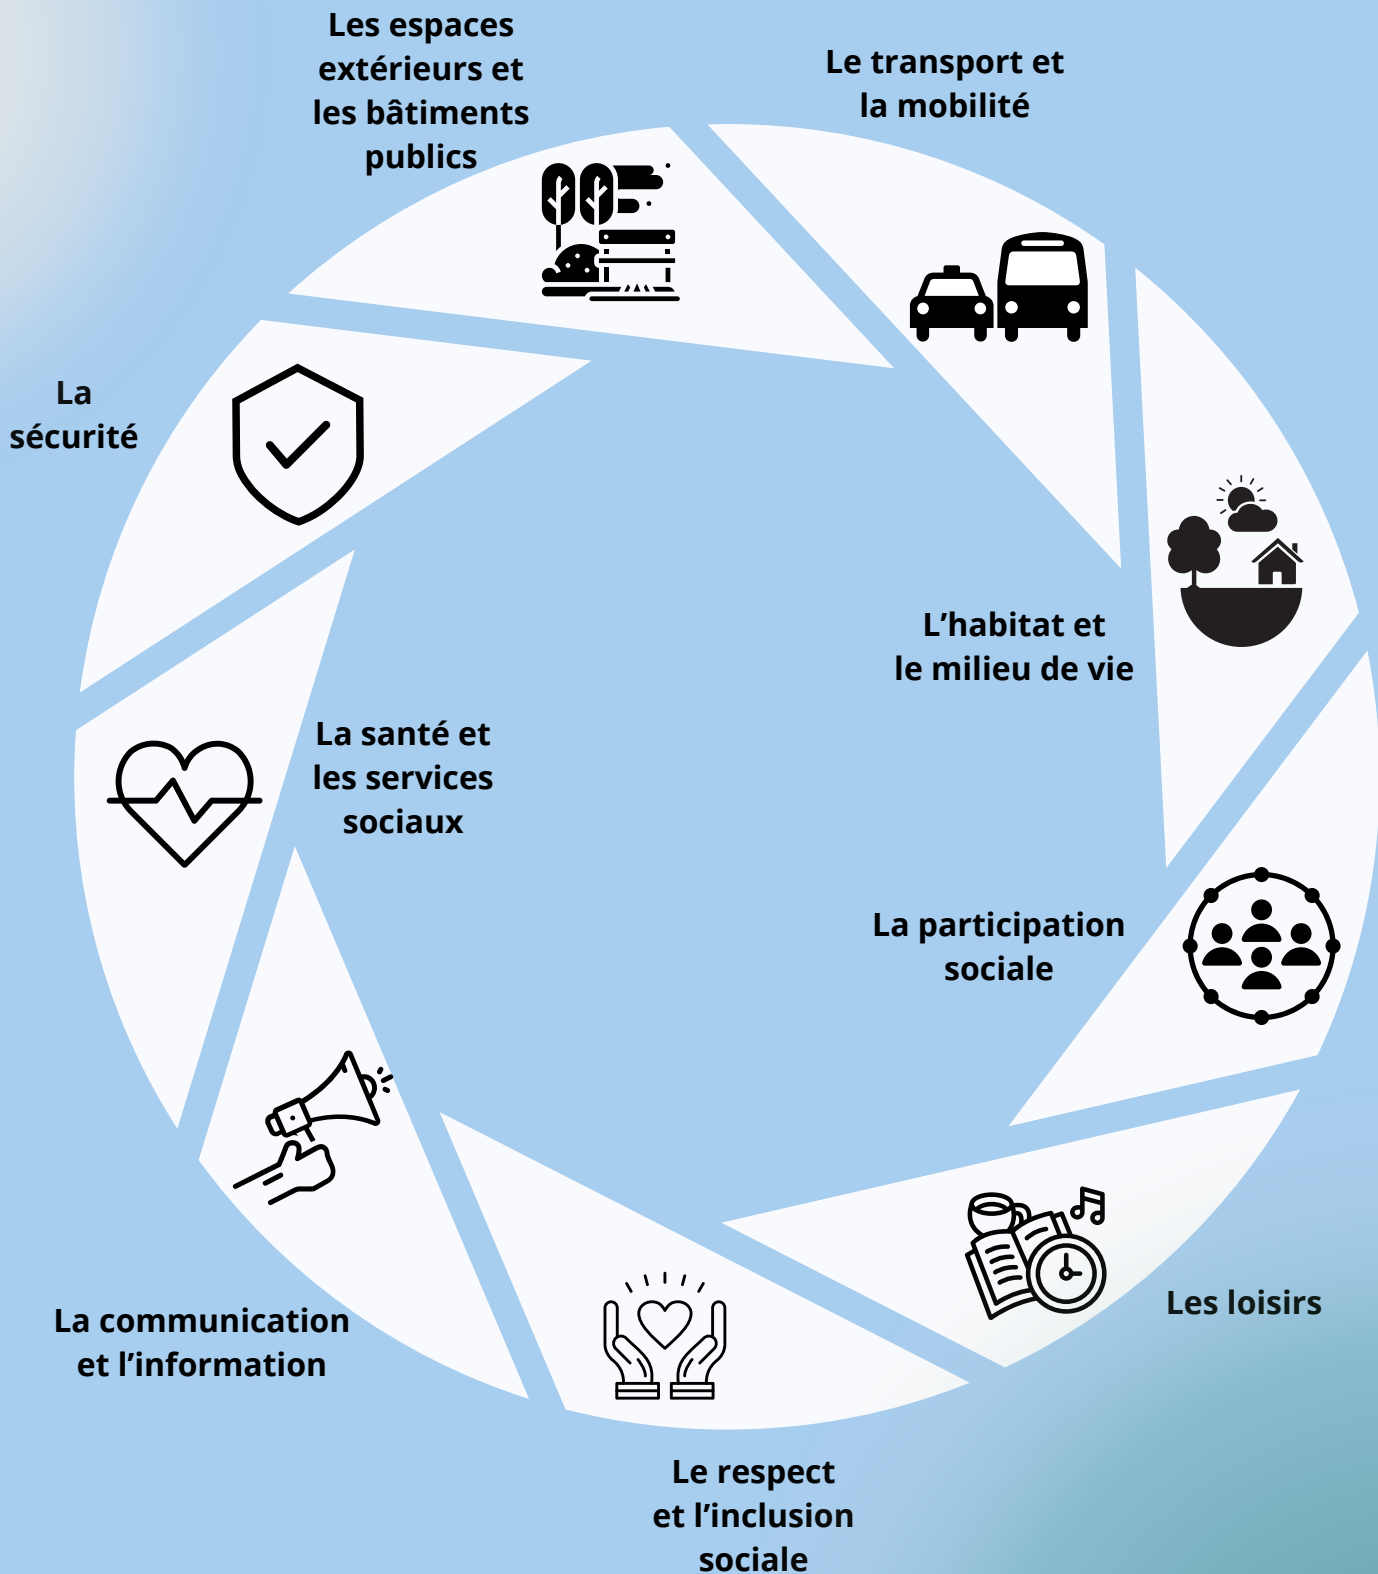 Les espaces
extérieurs et
les bâtiments
publics
Le transport et
la mobilité
La
sécurité
L’habitat et
le milieu de vie
La santé et
les services
sociaux
La participation
sociale
Les loisirs
La communication
et l’information
Le respect
et l’inclusion
sociale